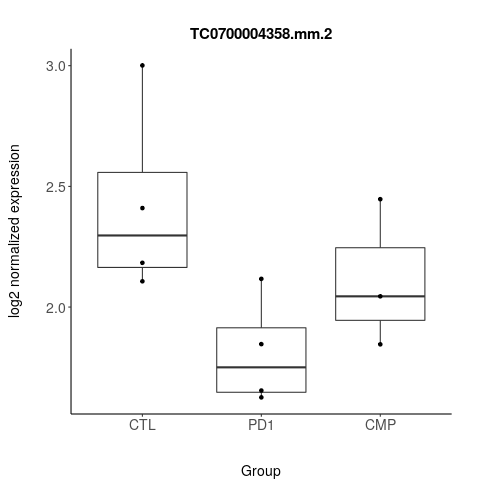 TC0700004358.mm.2
log2 normalized expression
3.0
2.5
2.0
CTL PD1 CMP
Group